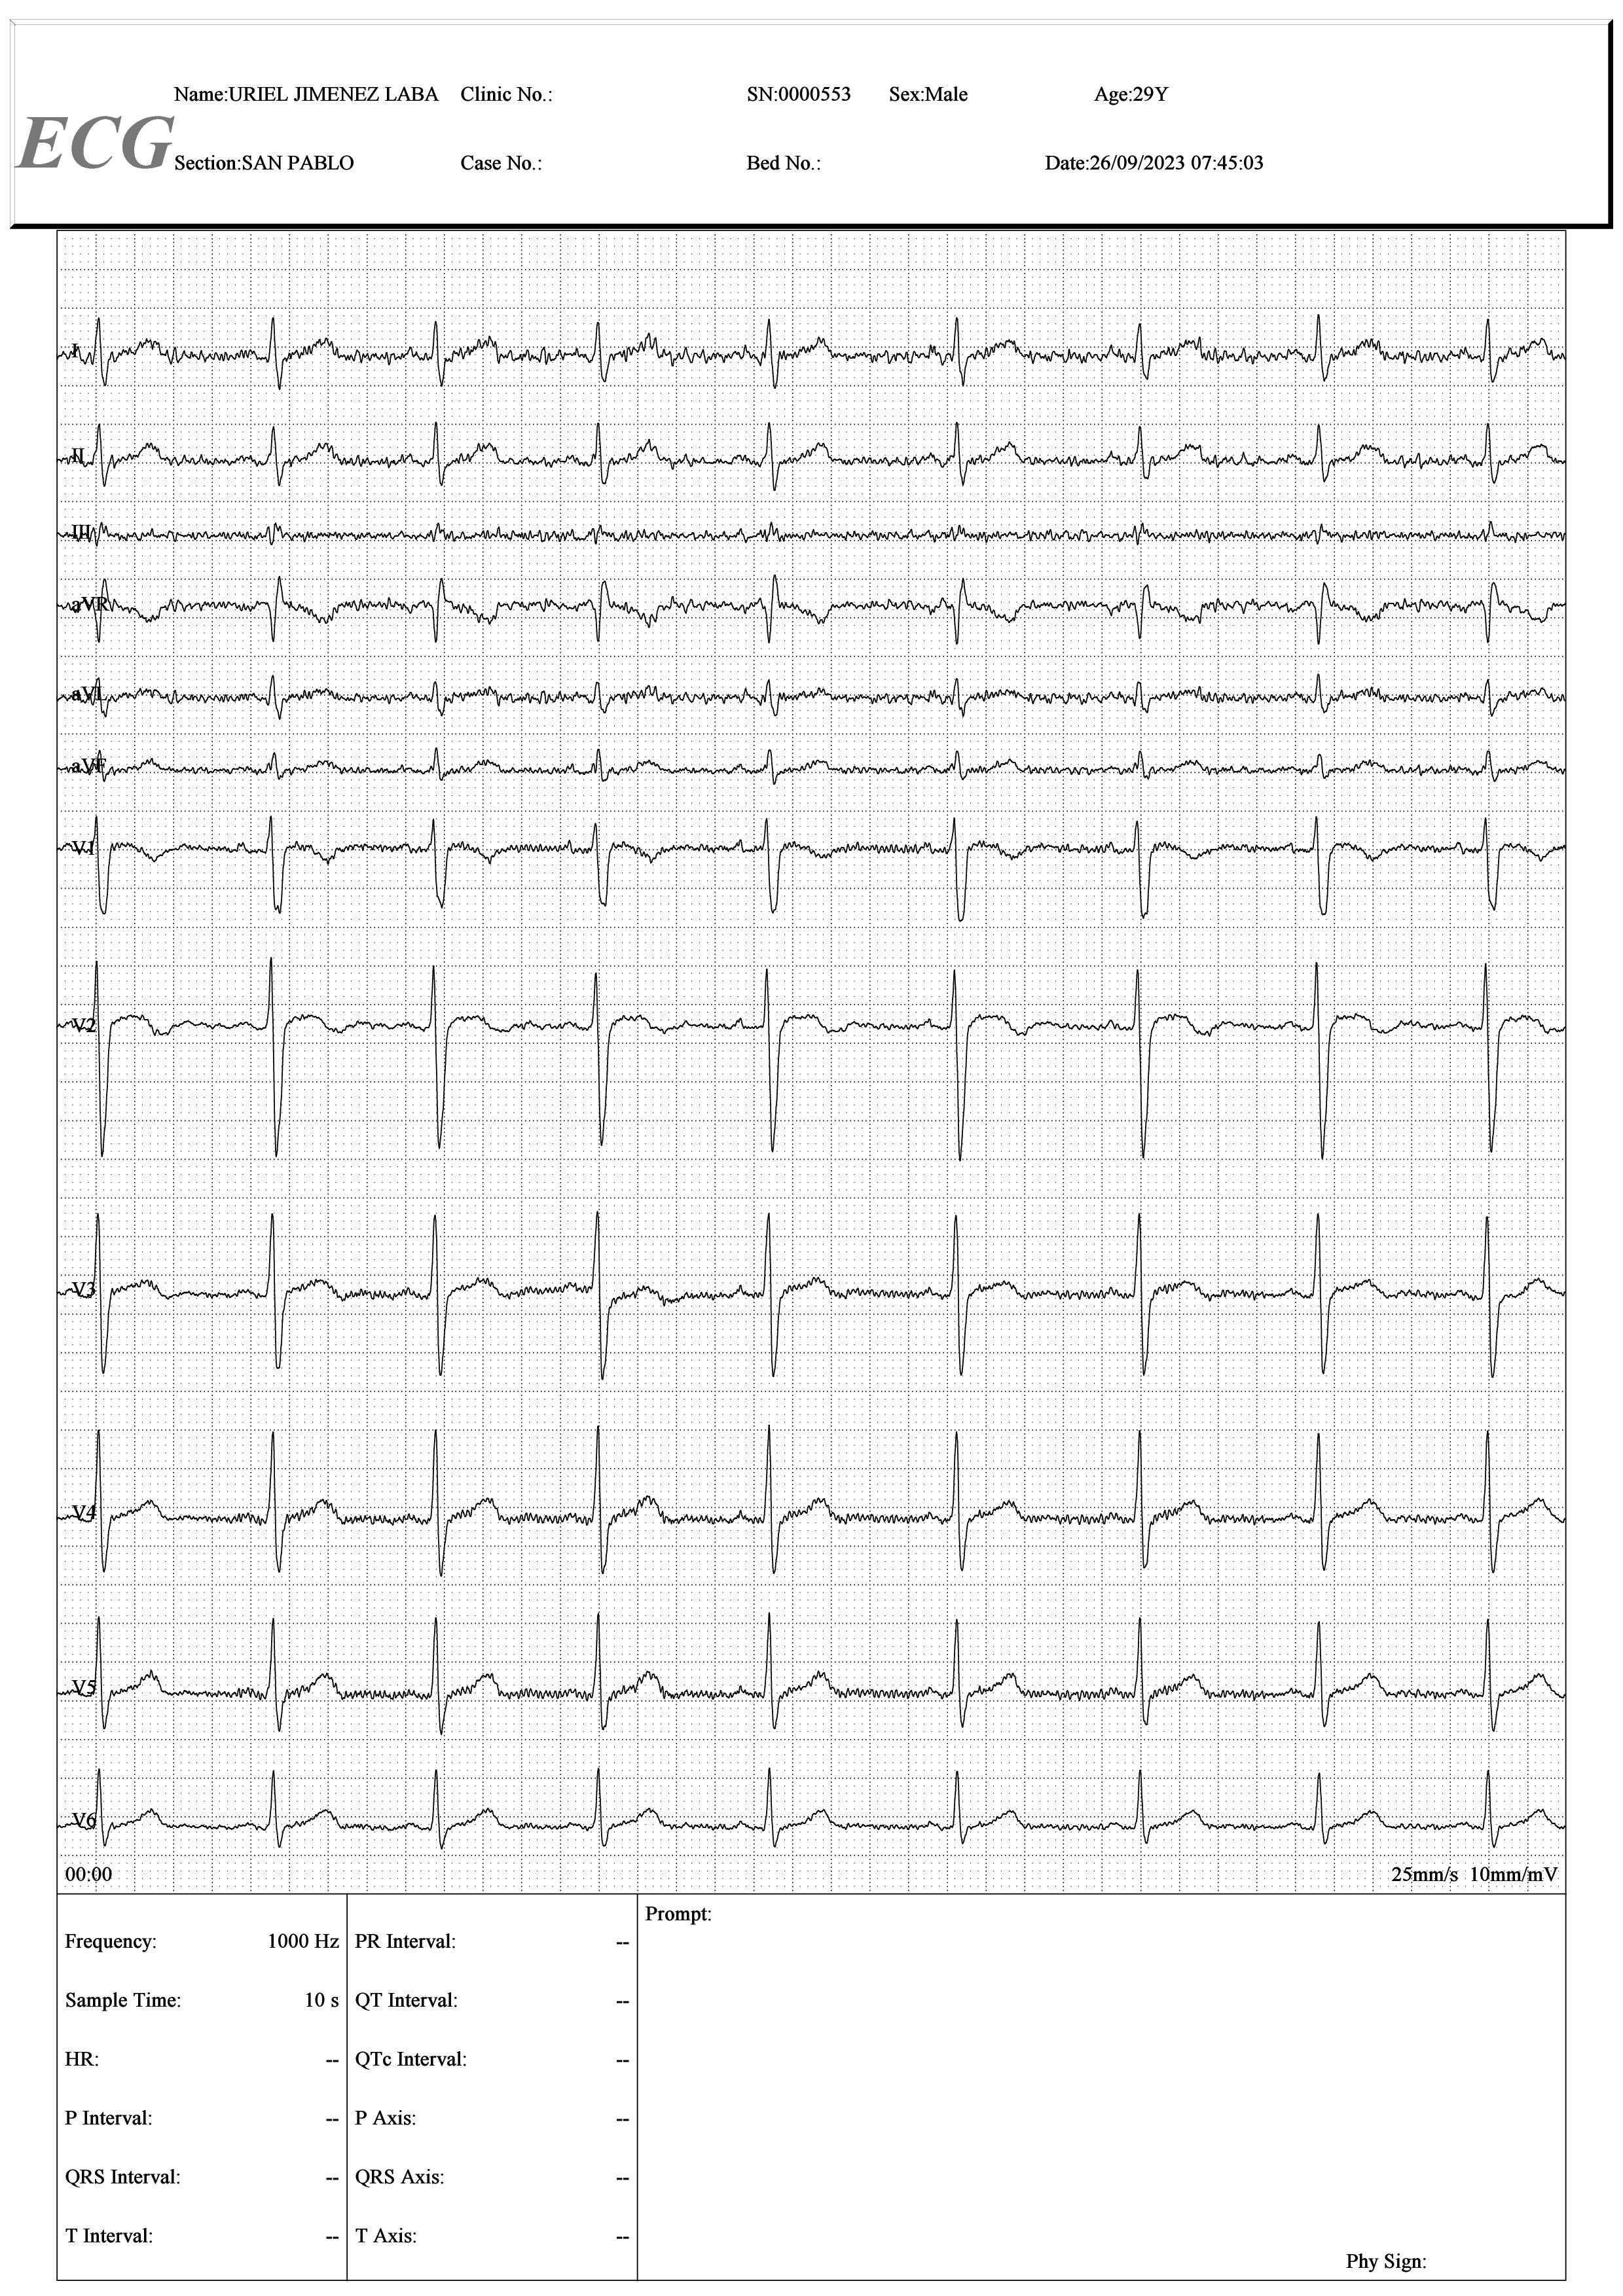 ECG
Name:URIEL JIMENEZ LABA Clinic No.: SN:0000553 Sex:Male Age:29Y
Section:SAN PABLO Case No.: Bed No.: Date:26/09/2023 07:45:03
I
II
III
aVR
aVL
aVF
V1
V2
V3
V4
V5
V6
00:00 25mm/s 10mm/mV
Frequency: 1000 Hz PR Interval: -- Prompt:
Sample Time: 10 s QT Interval: --
HR: -- QTc Interval: --
P Interval: -- P Axis: --
QRS Interval: -- QRS Axis: --
T Interval: -- T Axis: --
Phy Sign: